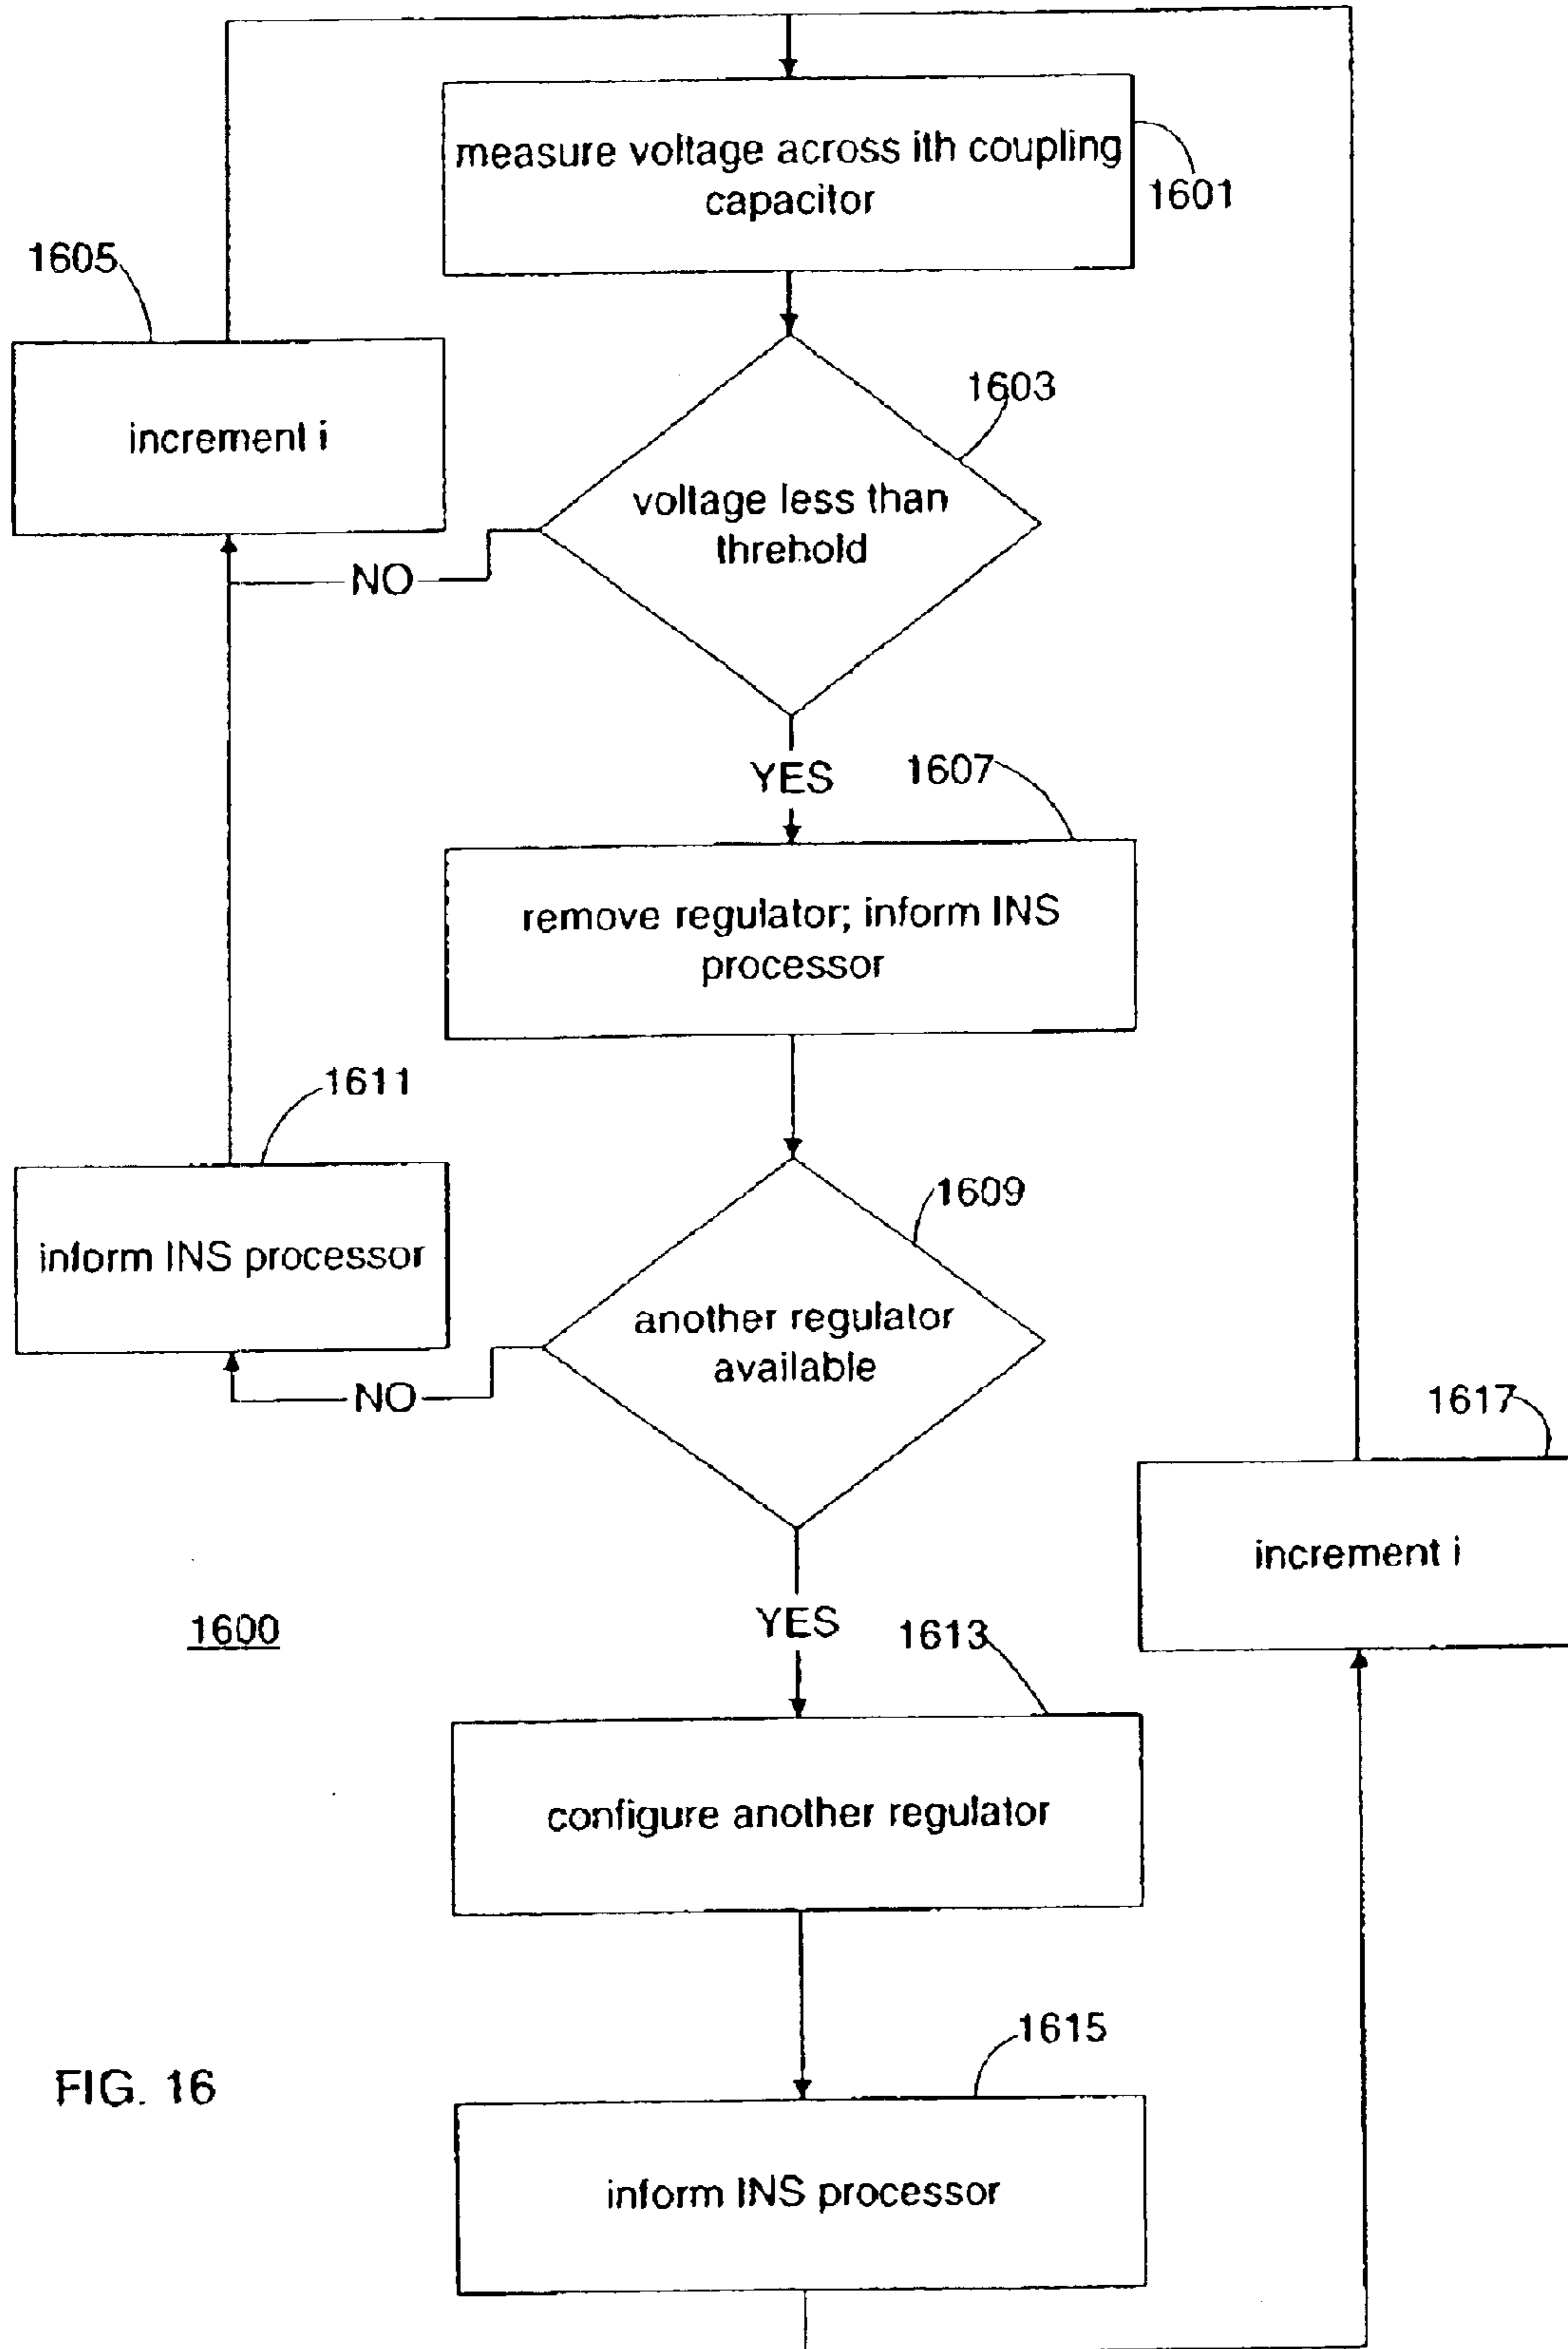 measure voltage across ith coupling
capacitor
1601
1605
increment i
1603
voltage less than
threhold
NO
YES
1607
remove regulator; inform INS
processor
1611
inform INS processor
1609
another regulator
available
NO
1617
increment i
YES
1600
1613
configure another regulator
1615
FIG. 16
inform INS processor